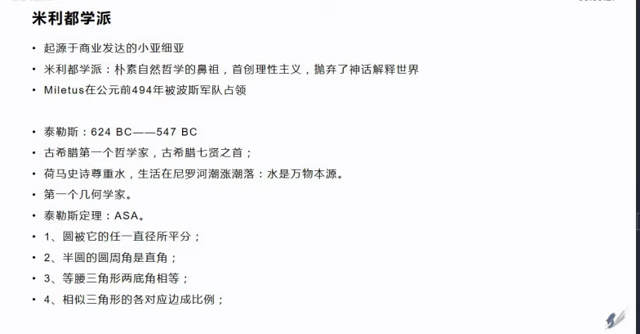 米利都学派
• 起源于商业发达的小亚细亚
• 米利都学派：朴素自然哲学的鼻祖，首创理性主义，抛弃了神话解释世界
• Miletus在公元前494年被波斯军队占领
• 泰勒斯：624 BC——547 BC
• 古希腊第一个哲学家，古希腊七贤之首；
• 荷马史诗尊重水，生活在尼罗河潮涨潮落：水是万物本源。
• 第一个几何学家。
• 泰勒斯定理：ASA。
• 1、圆被它的任一直径所平分；
• 2、半圆的圆周角是直角；
• 3、等腰三角形两底角相等；
• 4、相似三角形的各对应边成比例；